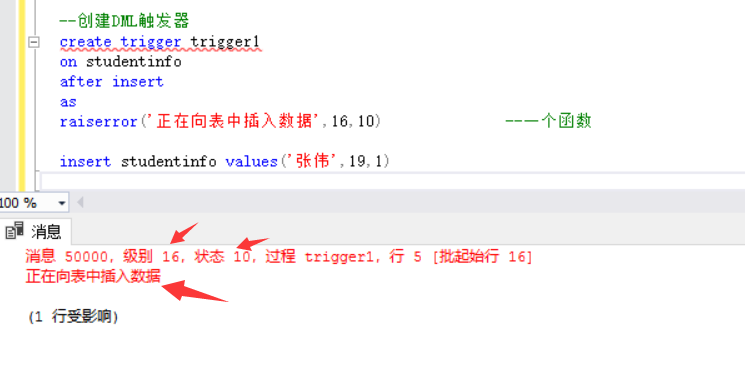 --创建DML触发器
create trigger trigger1
on studentinfo
after insert
as
raiserror('正在向表中插入数据',16,10) --一个函数
insert studentinfo values('张伟',19,1)
100 %
消息
消息 50000, 级别 16, 状态 10, 过程 trigger1, 行 5 [批起始行 16]
正在向表中插入数据
(1 行受影响)